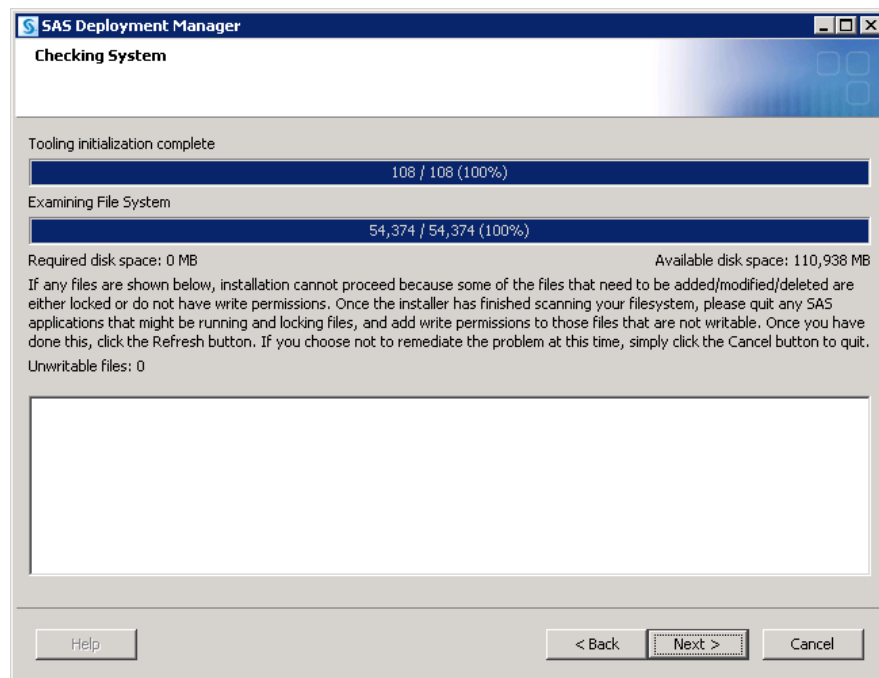 SAS Deployment Manager
Checking System
Tooling initialization complete
108 / 108 (100%)
Examining File System
54,374 / 54,374 (100%)
Required disk space: 0 MB Available disk space: 110,938 MB
If any files are shown below, installation cannot proceed because some of the files that need to be added/modified/deleted are
either locked or do not have write permissions. Once the installer has finished scanning your filesystem, please quit any SAS
applications that might be running and locking files, and add write permissions to those files that are not writable. Once you have
done this, click the Refresh button. If you choose not to remediate the problem at this time, simply click the Cancel button to quit.
Unwritable files: 0
Help < Back Next > Cancel